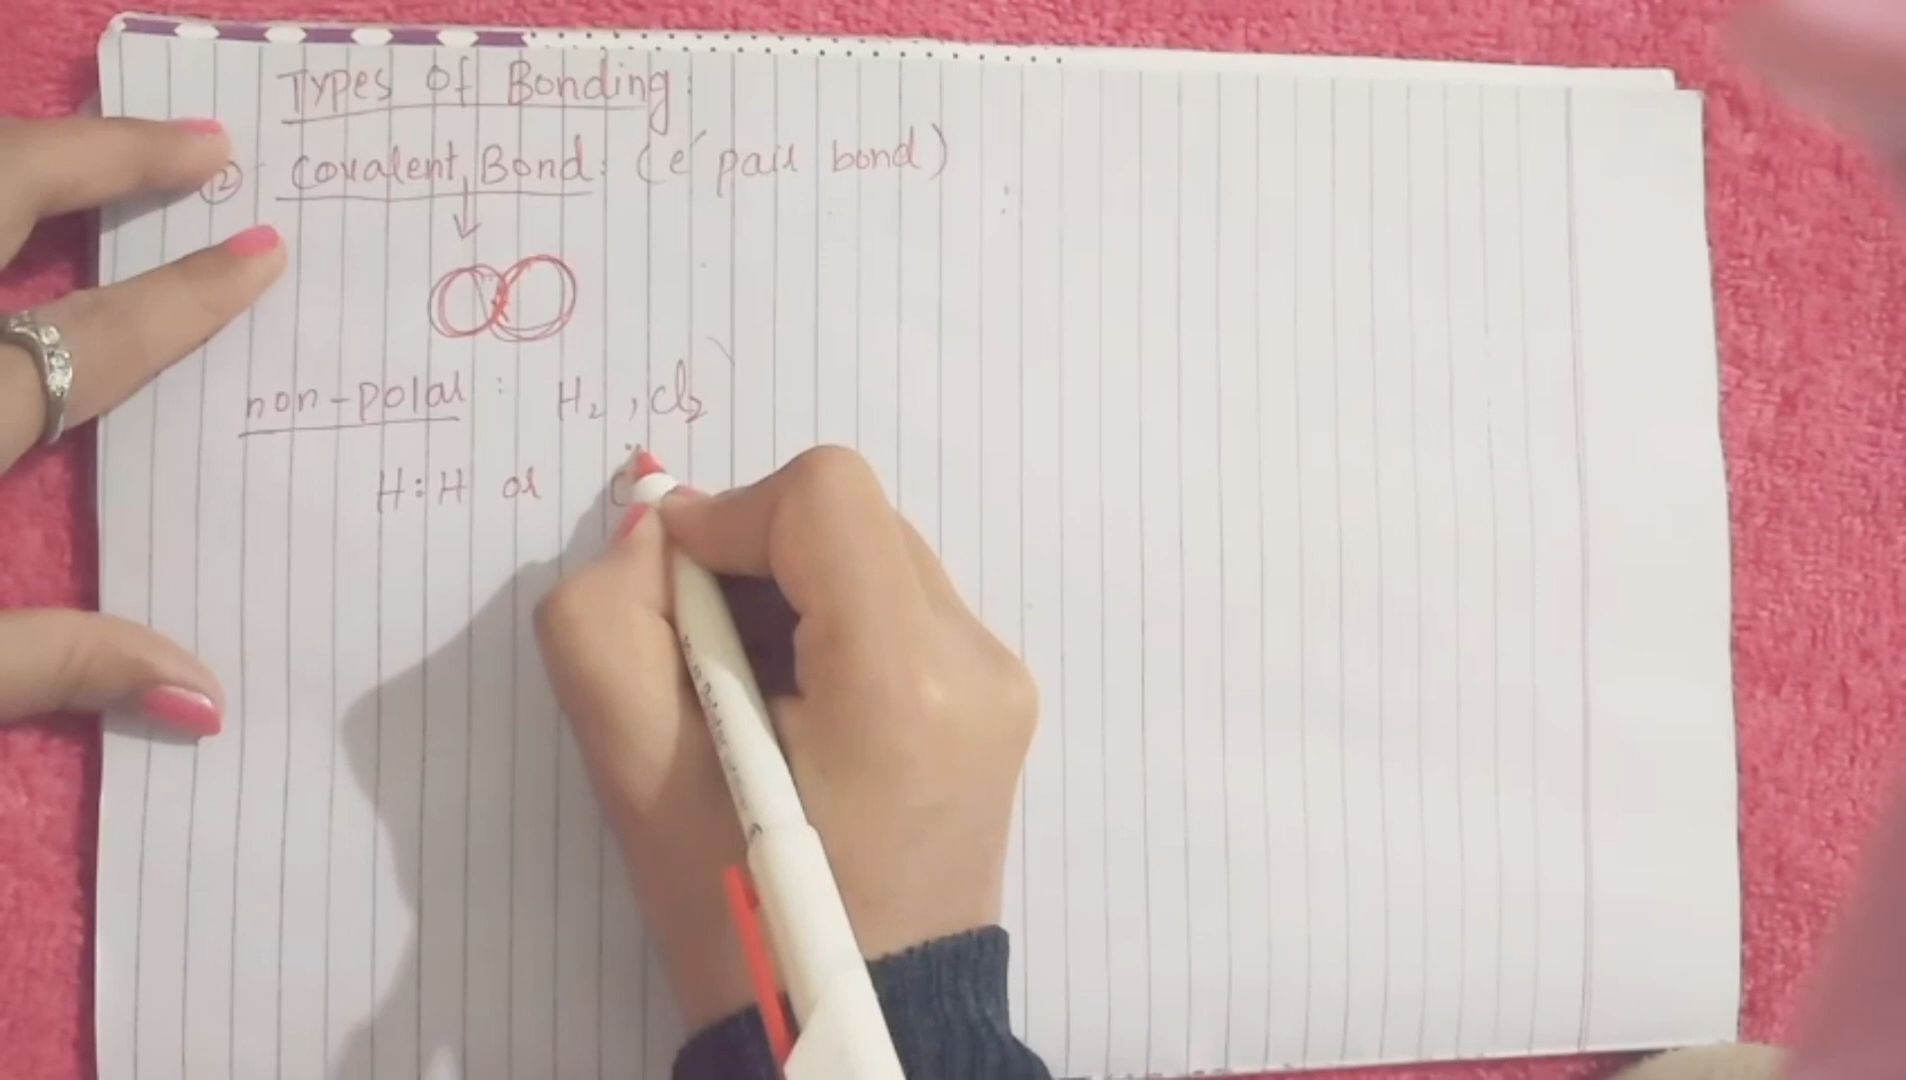 Types Of Bonding:
② Covalent Bond: (e⁻ pair bond)
non-polar : H₂, Cl₂
H:H or